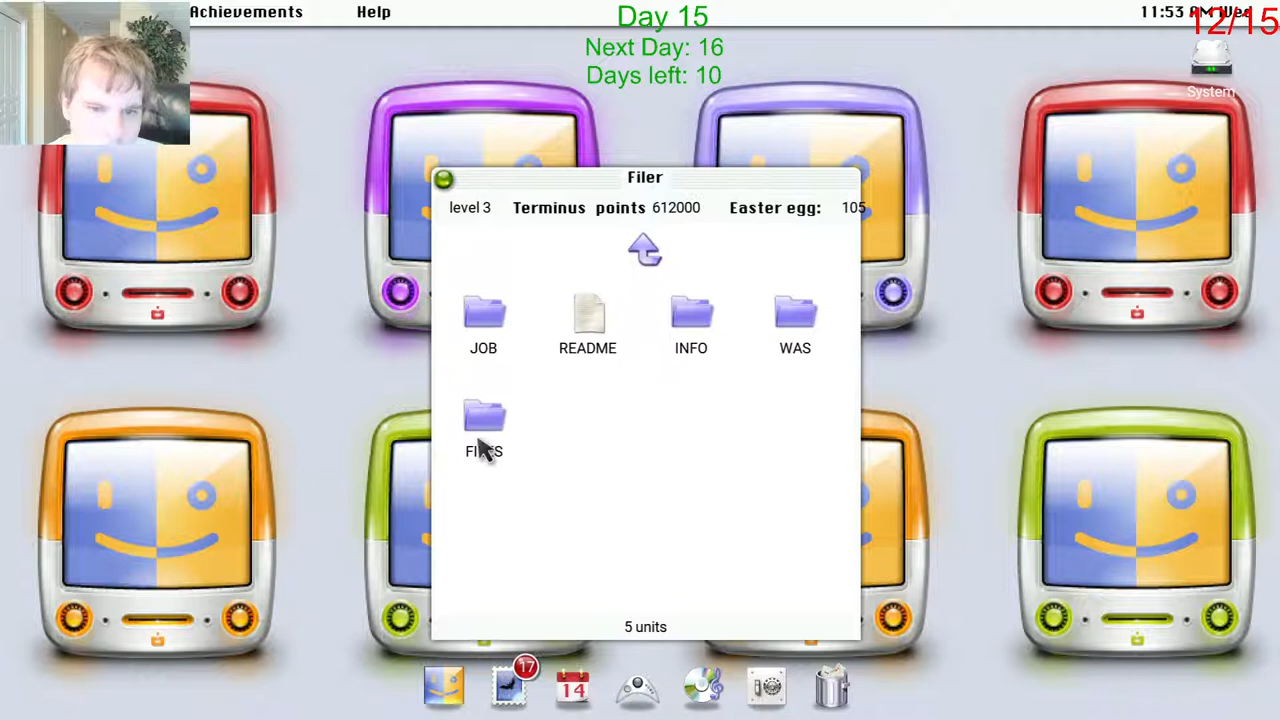 Achievements Help
11:53 AM Wed
12/15
Day 15
Next Day: 16
Days left: 10
System
Filer
level 3 Terminus points 612000 Easter egg: 105
JOB README INFO WAS
5 units
17
14